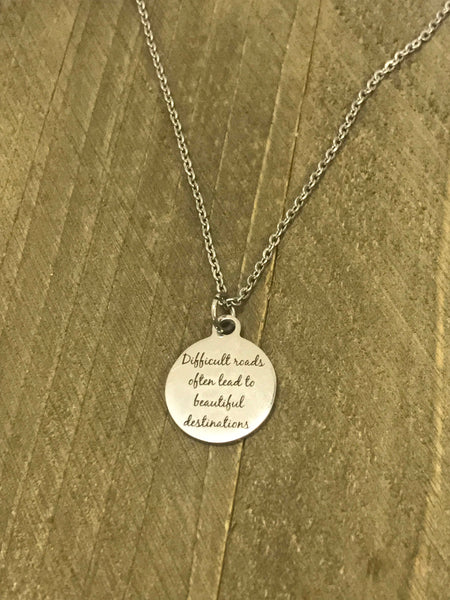 Difficult roads
often lead to
beautiful
destinations